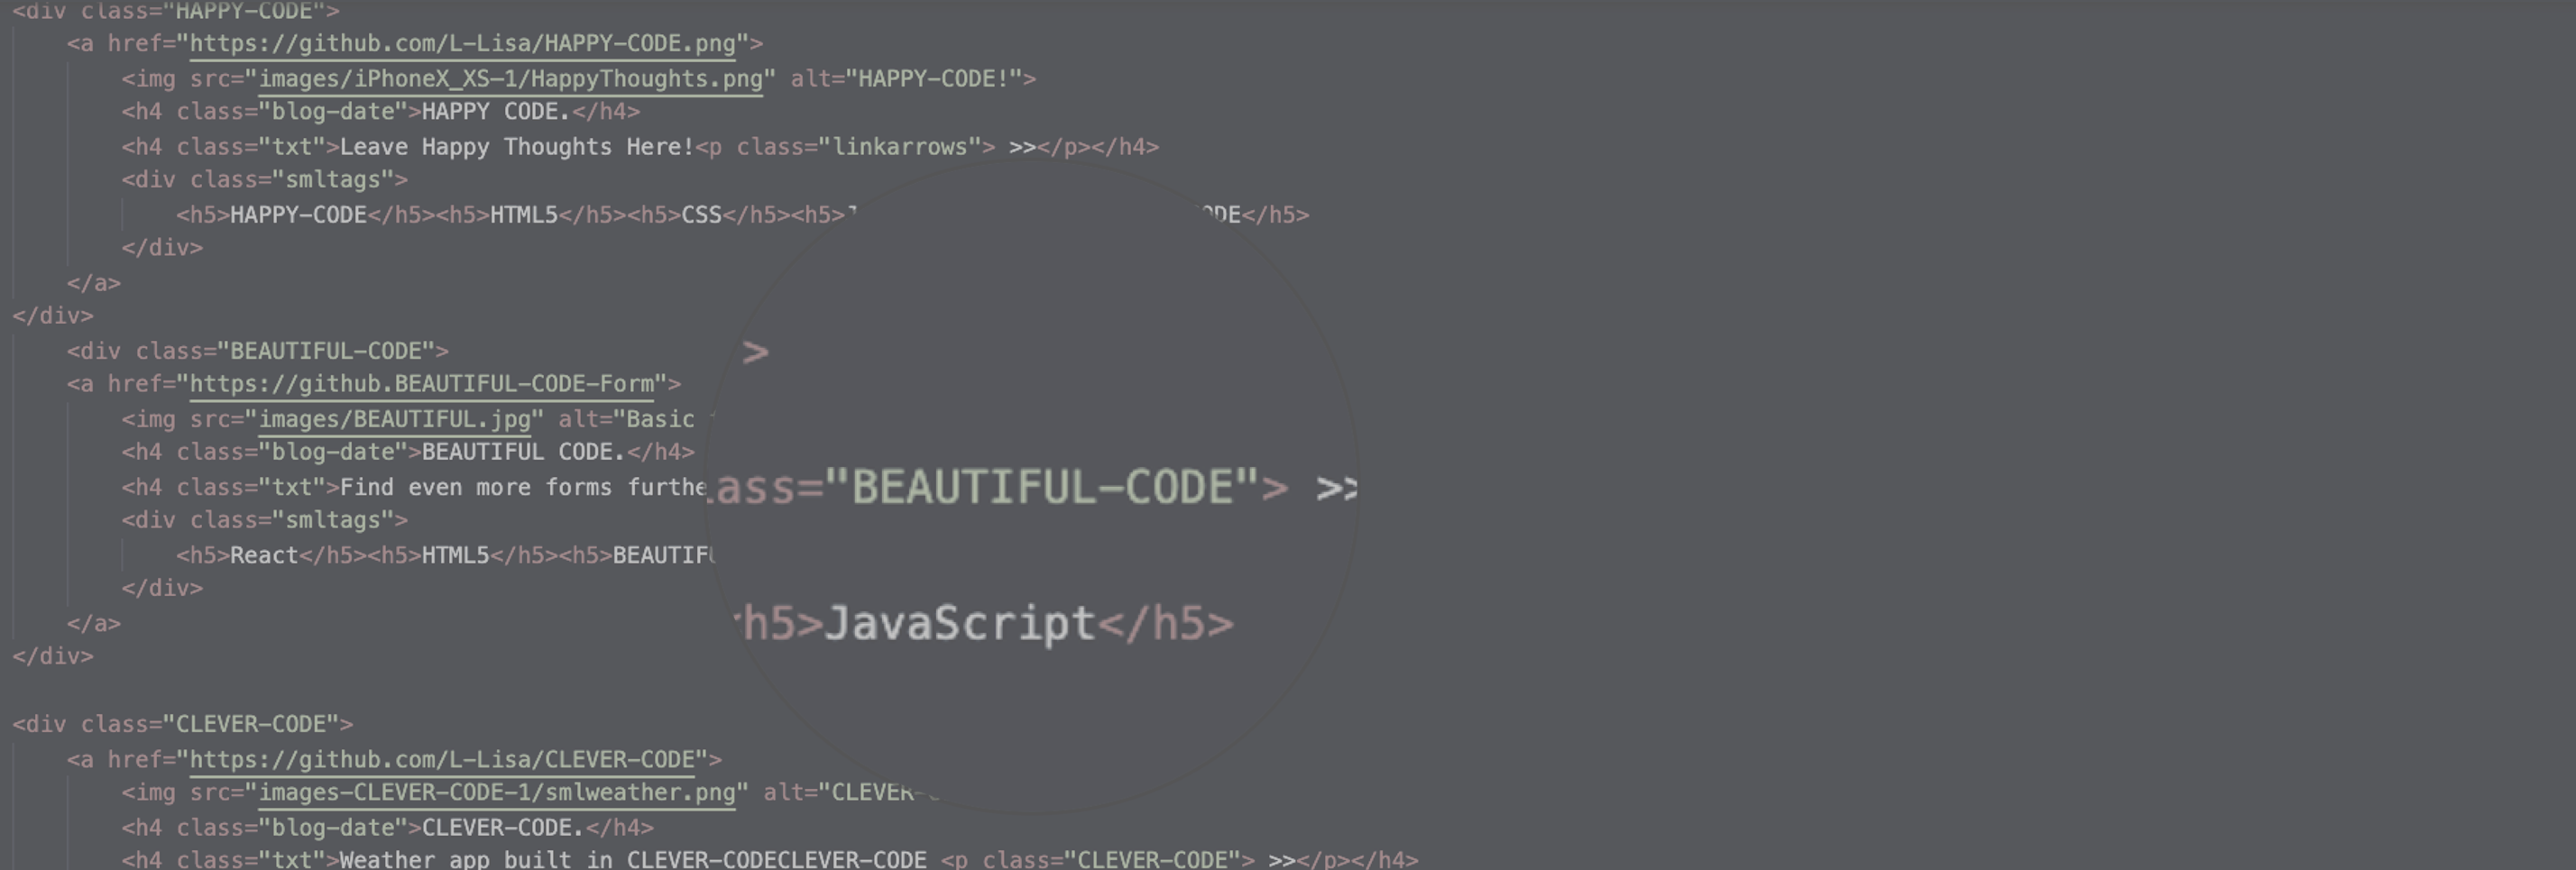 <div class="HAPPY-CODE">
<a href="https://github.com/L-Lisa/HAPPY-CODE.png">
<img src="images/iPhoneX_XS-1/HappyThoughts.png" alt="HAPPY-CODE!">
<h4 class="blog-date">HAPPY CODE.</h4>
<h4 class="txt">Leave Happy Thoughts Here!<p class="linkarrows"> >></p></h4>
<div class="smltags">
<h5>HAPPY-CODE</h5><h5>HTML5</h5><h5>CSS</h5><h5> ODE</h5>
</div>
</a>
</div>
<div class="BEAUTIFUL-CODE">
>
<a href="https://github.BEAUTIFUL-CODE-Form">
<img src="images/BEAUTIFUL.jpg" alt="Basic
<h4 class="blog-date">BEAUTIFUL CODE.</h4>
<h4 class="txt">Find even more forms furthe
ass="BEAUTIFUL-CODE"> >>
<div class="smltags">
<h5>React</h5><h5>HTML5</h5><h5>BEAUTIF
</div>
h5>JavaScript</h5>
</a>
</div>
<div class="CLEVER-CODE">
<a href="https://github.com/L-Lisa/CLEVER-CODE">
<img src="images-CLEVER-CODE-1/smlweather.png" alt="CLEVER-
<h4 class="blog-date">CLEVER-CODE.</h4>
<h4 class="txt">Weather app built in CLEVER-CODECLEVER-CODE <p class="CLEVER-CODE"> >></p></h4>